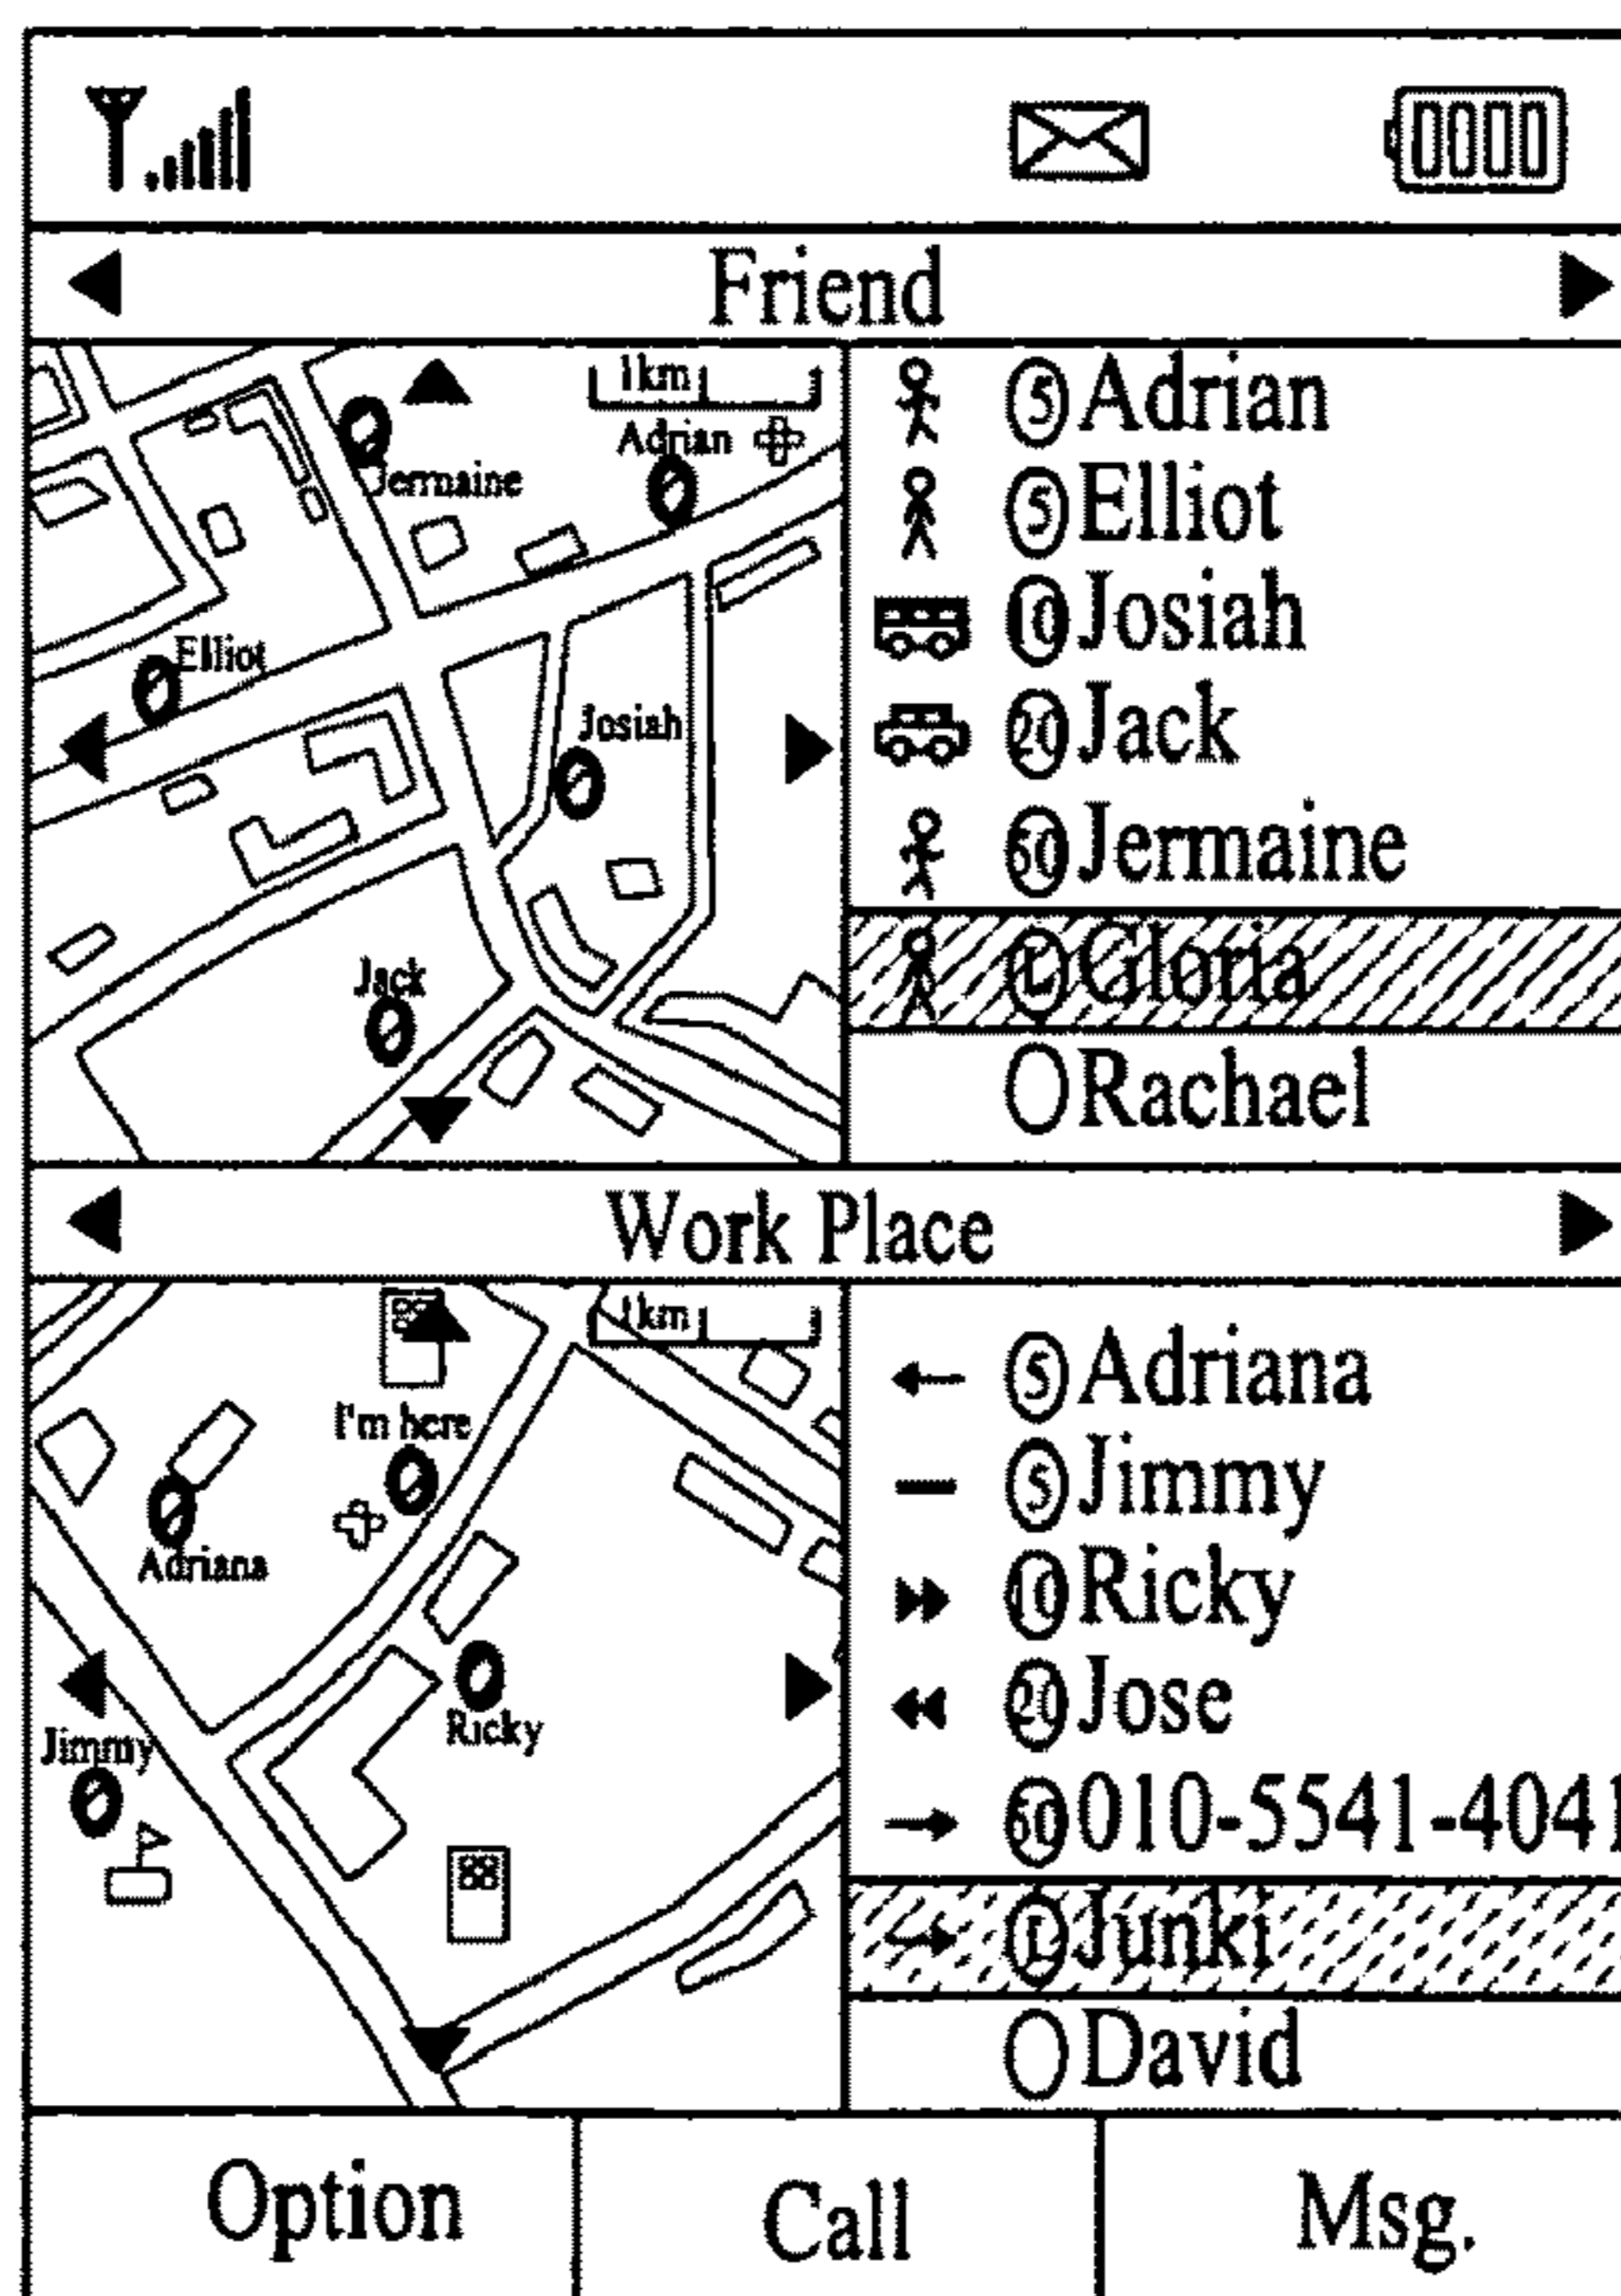 Friend
1km
Adrian
Jermaine
Elliot
Josiah
Jack
5 Adrian
5 Elliot
10 Josiah
20 Jack
60 Jermaine
L Gloria
Rachael
Work Place
1km
I'm here
Adriana
Ricky
Jimmy
5 Adriana
5 Jimmy
10 Ricky
20 Jose
60 010-5541-4041
L Junki
David
Option
Call
Msg.